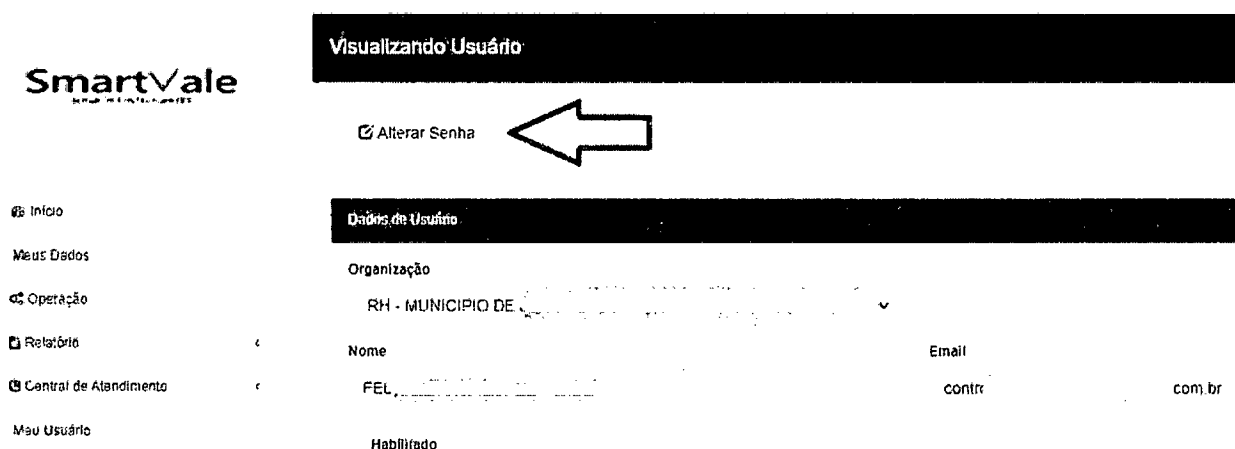 SmartVale
Início
Meus Dados
Operação
Relatório
Central de Atendimento
Meu Usuário
Visualizando Usuário
Alterar Senha
Dados de Usuário
Organização
RH - MUNICIPIO DE
Nome
Email
FEL
contr com.br
Habilitado